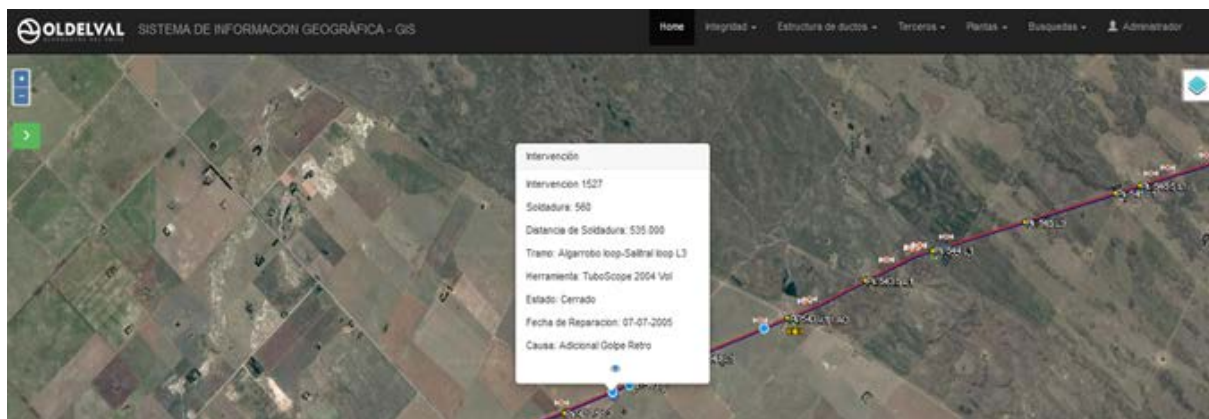 OLDELVAL SISTEMA DE INFORMACION GEOGRÁFICA - GIS
Home Integridad Estructura de ductos Terceros Plantas Busquedas Administrador
+
-
Intervención
Intervencion 1527
Soldadura: 560
Distancia de Soldadura: 535.000
Tramo: Algarrobo loop-Salitral loop L3
Herramienta: TuboScope 2004 Vol
Estado: Cerrado
Fecha de Reparacion: 07-07-2005
Causa: Adicional Golpe Retro